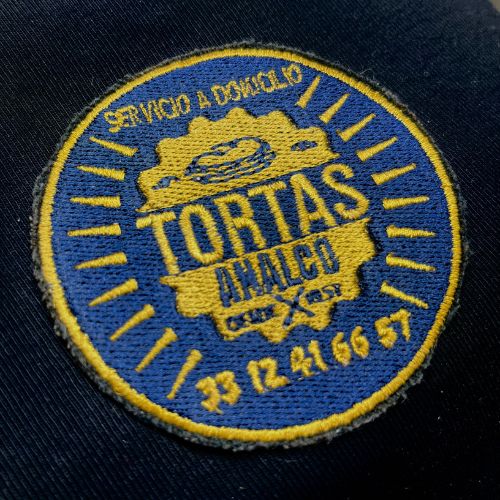 SERVICIO A DOMICILIO
TORTAS
ANALCO
33 12 41 66 57